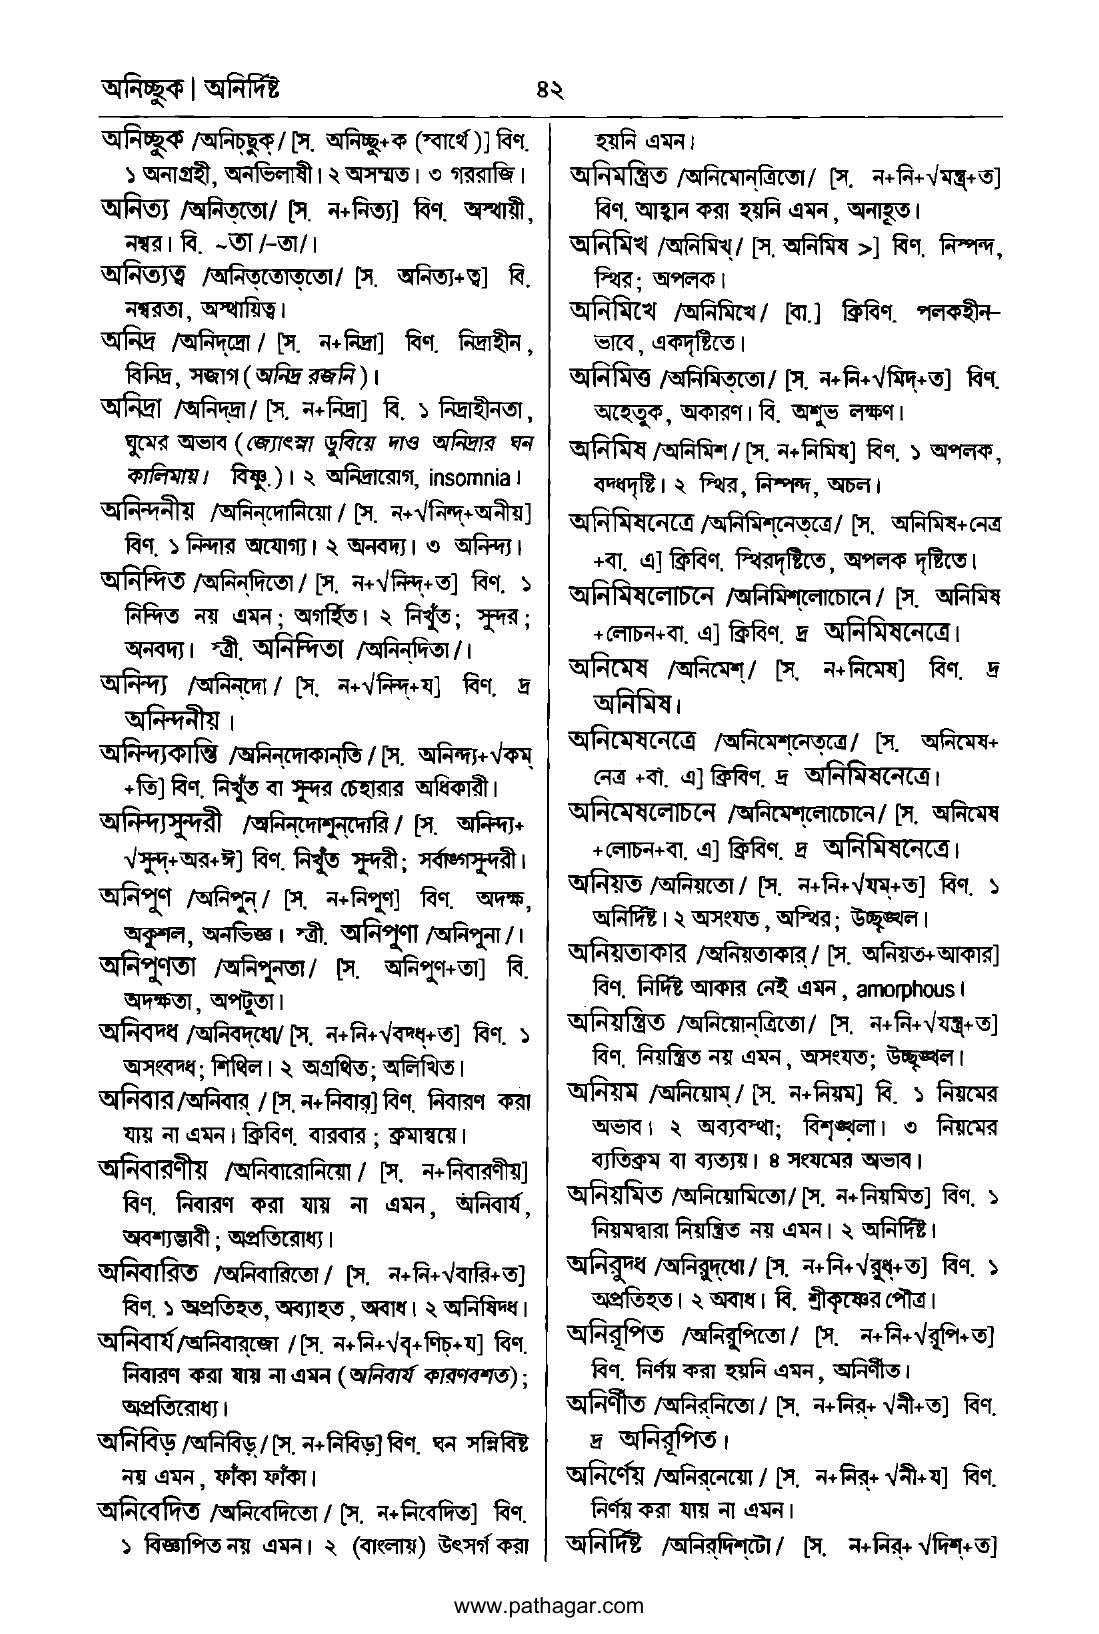 অনিচ্ছুক | অনির্দিষ্ট
৪২
অনিচ্ছুক /অনিচ্‌ছুক্‌/ [স. অনিচ্ছু+ক (স্বার্থে)] বিণ.
১ অনাগ্রহী, অনভিলাষী। ২ অসম্মত। ৩ গররাজি।
অনিত্য /অনিত্‌তো/ [স. ন+নিত্য] বিণ. অস্থায়ী,
নশ্বর। বি. ~তা /–তা/।
অনিত্যত্ব /অনিত্‌তোত্‌তো/ [স. অনিত্য+ত্ব] বি.
নশ্বরতা, অস্থায়িত্ব।
অনিদ্র /অনিদ্‌দ্রো/ [স. ন+নিদ্রা] বিণ. নিদ্রাহীন,
বিনিদ্র, সজাগ (অনিদ্র রজনি)।
অনিদ্রা /অনিদ্‌দ্রা/ [স. ন+নিদ্রা] বি. ১ নিদ্রাহীনতা,
ঘুমের অভাব (জ্যোৎস্না ডুবিয়ে দাও অনিদ্রার ঘন
কালিমায়। বিষ্ণু.)। ২ অনিদ্রারোগ, insomnia।
অনিন্দনীয় /অনিন্‌দোনিয়ো/ [স. ন+√নিন্দ্‌+অনীয়]
বিণ. ১ নিন্দার অযোগ্য। ২ অনবদ্য। ৩ অনিন্দ্য।
অনিন্দিত /অনিন্‌দিতো/ [স. ন+√নিন্দ্‌+ত] বিণ. ১
নিন্দিত নয় এমন; অগর্হিত। ২ নিখুঁত; সুন্দর;
অনবদ্য। স্ত্রী. অনিন্দিতা /অনিন্‌দিতা/।
অনিন্দ্য /অনিন্‌দো/ [স. ন+√নিন্দ্‌+য] বিণ. দ্র
অনিন্দনীয়।
অনিন্দ্যকান্তি /অনিন্‌দোকান্‌তি/ [স. অনিন্দ্য+√কম্‌
+তি] বিণ. নিখুঁত বা সুন্দর চেহারার অধিকারী।
অনিন্দ্যসুন্দরী /অনিন্‌দোশুন্‌দোরি/ [স. অনিন্দ্য+
√সুন্দ্‌+অর+ঈ] বিণ. নিখুঁত সুন্দরী; সর্বাঙ্গসুন্দরী।
অনিপুণ /অনিপুন্‌/ [স. ন+নিপুণ] বিণ. অদক্ষ,
অকুশল, অনভিজ্ঞ। স্ত্রী. অনিপুণা /অনিপুনা/।
অনিপুণতা /অনিপুনতা/ [স. অনিপুণ+তা] বি.
অদক্ষতা, অপটুতা।
অনিবদ্ধ /অনিবদ্‌ধো/ [স. ন+নি+√বদ্ধ্‌+ত] বিণ. ১
অসংবদ্ধ; শিথিল। ২ অগ্রথিত; অলিখিত।
অনিবার /অনিবার্‌/ [স. ন+নিবার] বিণ. নিবারণ করা
যায় না এমন। ক্রিবিণ. বারবার; ক্রমান্বয়ে।
অনিবারণীয় /অনিবারোনিয়ো/ [স. ন+নিবারণীয়]
বিণ. নিবারণ করা যায় না এমন, অনিবার্য,
অবশ্যম্ভাবী; অপ্রতিরোধ্য।
অনিবারিত /অনিবারিতো/ [স. ন+নি+√বারি+ত]
বিণ. ১ অপ্রতিহত, অব্যাহত, অবাধ। ২ অনিষিদ্ধ।
অনিবার্য /অনিবার্‌জো/ [স. ন+নি+√বৃ+ণিচ্‌+য] বিণ.
নিবারণ করা যায় না এমন (অনিবার্য কারণবশত);
অপ্রতিরোধ্য।
অনিবিড় /অনিবিড়্‌/ [স. ন+নিবিড়] বিণ. ঘন সন্নিবিষ্ট
নয় এমন, ফাঁকা ফাঁকা।
অনিবেদিত /অনিবেদিতো/ [স. ন+নিবেদিত] বিণ.
১ বিজ্ঞাপিত নয় এমন। ২ (বাংলায়) উৎসর্গ করা
হয়নি এমন।
অনিমন্ত্রিত /অনিমোন্‌ত্রিতো/ [স. ন+নি+√মন্ত্র্‌+ত]
বিণ. আহ্বান করা হয়নি এমন, অনাহূত।
অনিমিখ /অনিমিখ্‌/ [স. অনিমিষ >] বিণ. নিস্পন্দ,
স্থির; অপলক।
অনিমিখে /অনিমিখে/ [বা.] ক্রিবিণ. পলকহীন–
ভাবে, একদৃষ্টিতে।
অনিমিত্ত /অনিমিত্‌তো/ [স. ন+নি+√মিদ্‌+ত] বিণ.
অহেতুক, অকারণ। বি. অশুভ লক্ষণ।
অনিমিষ /অনিমিশ/ [স. ন+নিমিষ] বিণ. ১ অপলক,
বদ্ধদৃষ্টি। ২ স্থির, নিস্পন্দ, অচল।
অনিমিষনেত্রে /অনিমিশ্‌নেত্‌ত্রে/ [স. অনিমিষ+নেত্র
+বা. এ] ক্রিবিণ. স্থিরদৃষ্টিতে, অপলক দৃষ্টিতে।
অনিমিষলোচনে /অনিমিশ্‌লোচোনে/ [স. অনিমিষ
+লোচন+বা. এ] ক্রিবিণ. দ্র অনিমিষনেত্রে।
অনিমেষ /অনিমেশ্‌/ [স. ন+নিমেষ] বিণ. দ্র
অনিমিষ।
অনিমেষনেত্রে /অনিমেশ্‌নেত্‌ত্রে/ [স. অনিমেষ+
নেত্র +বা. এ] ক্রিবিণ. দ্র অনিমিষনেত্রে।
অনিমেষলোচনে /অনিমেশ্‌লোচোনে/ [স. অনিমেষ
+লোচন+বা. এ] ক্রিবিণ. দ্র অনিমিষনেত্রে।
অনিয়ত /অনিয়তো/ [স. ন+নি+√যম্‌+ত] বিণ. ১
অনির্দিষ্ট। ২ অসংযত, অস্থির; উচ্ছৃঙ্খল।
অনিয়তাকার /অনিয়তাকার্‌/ [স. অনিয়ত+আকার]
বিণ. নির্দিষ্ট আকার নেই এমন, amorphous।
অনিয়ন্ত্রিত /অনিয়োন্‌ত্রিতো/ [স. ন+নি+√যন্ত্র্‌+ত]
বিণ. নিয়ন্ত্রিত নয় এমন, অসংযত; উচ্ছৃঙ্খল।
অনিয়ম /অনিয়োম্‌/ [স. ন+নিয়ম] বি. ১ নিয়মের
অভাব। ২ অব্যবস্থা; বিশৃঙ্খলা। ৩ নিয়মের
ব্যতিক্রম বা ব্যত্যয়। ৪ সংযমের অভাব।
অনিয়মিত /অনিয়োমিতো/ [স. ন+নিয়মিত] বিণ. ১
নিয়মদ্বারা নিয়ন্ত্রিত নয় এমন। ২ অনির্দিষ্ট।
অনিরুদ্ধ /অনিরুদ্‌ধো/ [স. ন+নি+√রুধ্‌+ত] বিণ. ১
অপ্রতিহত। ২ অবাধ। বি. শ্রীকৃষ্ণের পৌত্র।
অনিরূপিত /অনিরুপিতো/ [স. ন+নি+√রূপি+ত]
বিণ. নির্ণয় করা হয়নি এমন, অনির্ণীত।
অনির্ণীত /অনির্‌নিতো/ [স. ন+নির্‌+ √নী+ত] বিণ.
দ্র অনিরূপিত।
অনির্ণেয় /অনির্‌নেয়ো/ [স. ন+নির্‌+ √নী+য] বিণ.
নির্ণয় করা যায় না এমন।
অনির্দিষ্ট /অনির্‌দিশ্‌টো/ [স. ন+নির্‌+ √দিশ্‌+ত]
www.pathagar.com